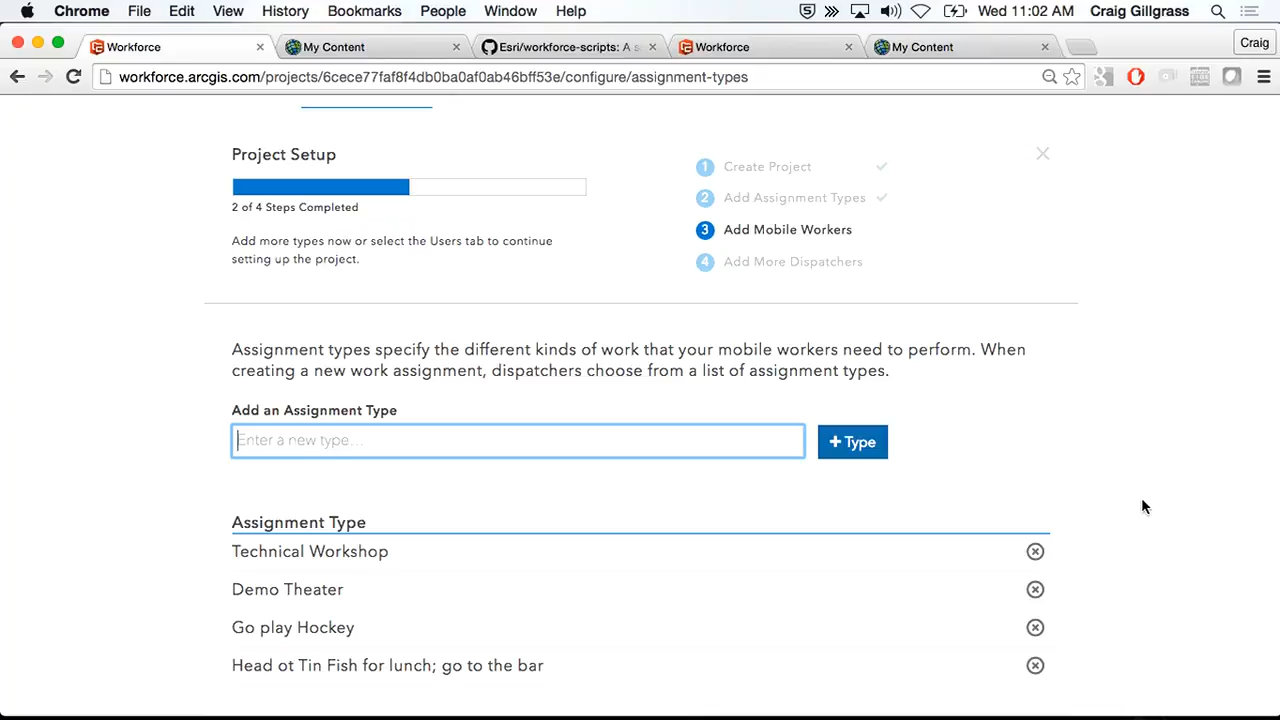 Chrome File Edit View History Bookmarks People Window Help Wed 11:02 AM Craig Gillgrass
Workforce My Content Esri/workforce-scripts: A s Workforce My Content Craig
workforce.arcgis.com/projects/6cece77faf8f4db0ba0af0ab46bff53e/configure/assignment-types
Project Setup
2 of 4 Steps Completed
Add more types now or select the Users tab to continue
setting up the project.
1 Create Project
2 Add Assignment Types
3 Add Mobile Workers
4 Add More Dispatchers
Assignment types specify the different kinds of work that your mobile workers need to perform. When
creating a new work assignment, dispatchers choose from a list of assignment types.
Add an Assignment Type
Enter a new type...
+ Type
Assignment Type
Technical Workshop
Demo Theater
Go play Hockey
Head ot Tin Fish for lunch; go to the bar